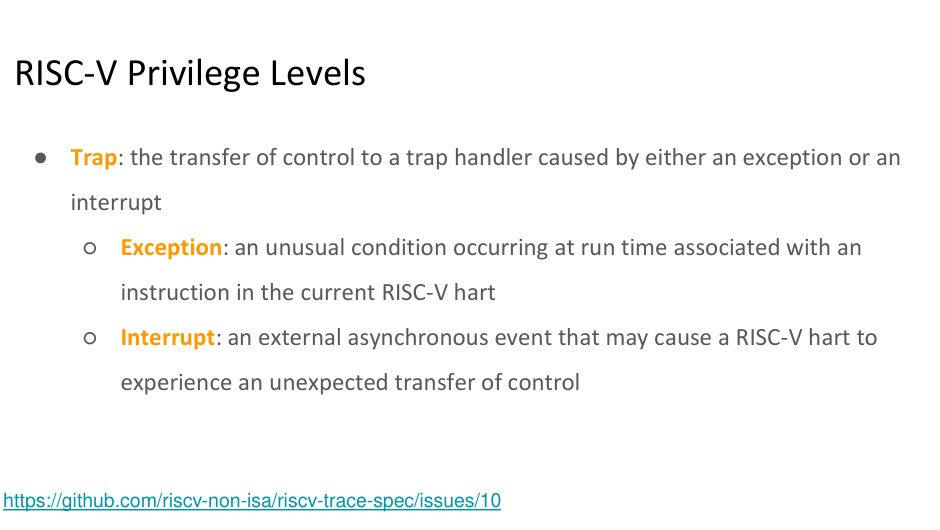 RISC-V Privilege Levels
● Trap: the transfer of control to a trap handler caused by either an exception or an
interrupt
○ Exception: an unusual condition occurring at run time associated with an
instruction in the current RISC-V hart
○ Interrupt: an external asynchronous event that may cause a RISC-V hart to
experience an unexpected transfer of control
https://github.com/riscv-non-isa/riscv-trace-spec/issues/10